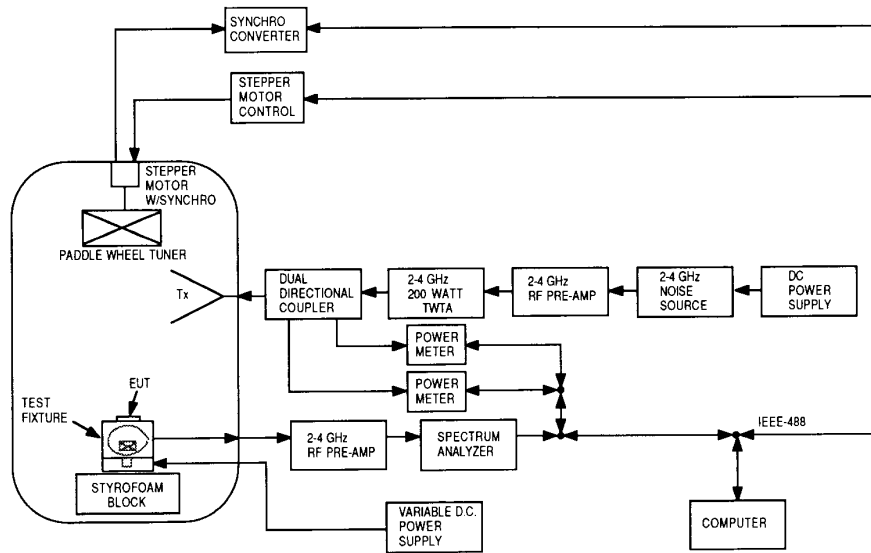 SYNCHRO
CONVERTER
STEPPER
MOTOR
CONTROL
STEPPER
MOTOR
W/SYNCHRO
PADDLE WHEEL TUNER
Tx
DUAL
DIRECTIONAL
COUPLER
2-4 GHz
200 WATT
TWTA
2-4 GHz
RF PRE-AMP
2-4 GHz
NOISE
SOURCE
DC
POWER
SUPPLY
POWER
METER
POWER
METER
EUT
TEST
FIXTURE
2-4 GHz
RF PRE-AMP
SPECTRUM
ANALYZER
IEEE-488
STYROFOAM
BLOCK
VARIABLE D.C.
POWER
SUPPLY
COMPUTER